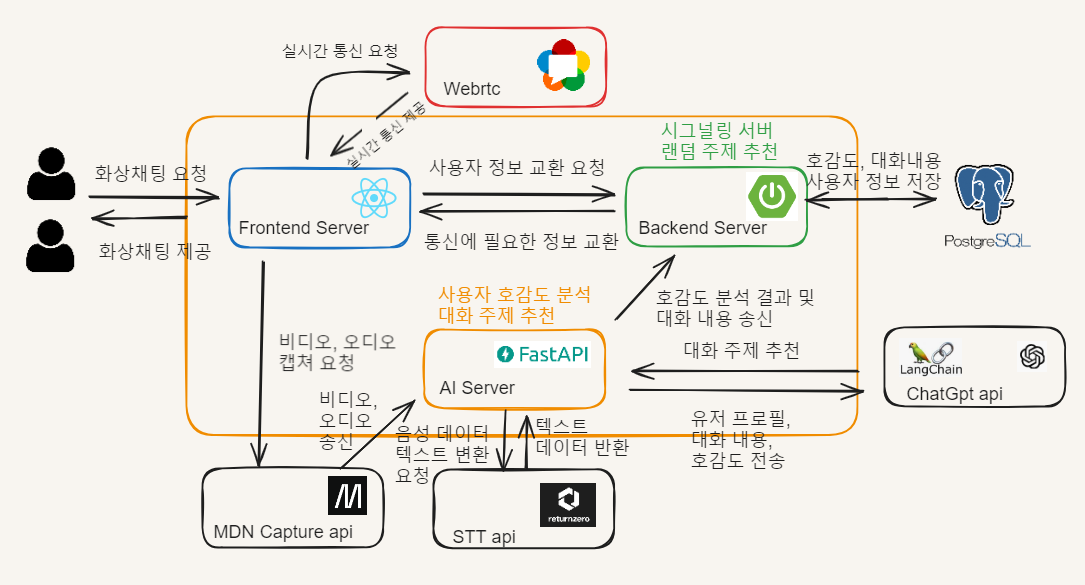 실시간 통신 요청
Webrtc
실시간 통신 제공
시그널링 서버
랜덤 주제 추천
화상채팅 요청
사용자 정보 교환 요청
호감도, 대화내용
사용자 정보 저장
Frontend Server
Backend Server
화상채팅 제공
통신에 필요한 정보 교환
PostgreSQL
사용자 호감도 분석
대화 주제 추천
호감도 분석 결과 및
대화 내용 송신
비디오, 오디오
캡쳐 요청
FastAPI
AI Server
대화 주제 추천
LangChain
ChatGpt api
비디오,
오디오
송신
음성 데이터
텍스트 변환
요청
텍스트
데이터 반환
유저 프로필,
대화 내용,
호감도 전송
MDN Capture api
returnzero
STT api